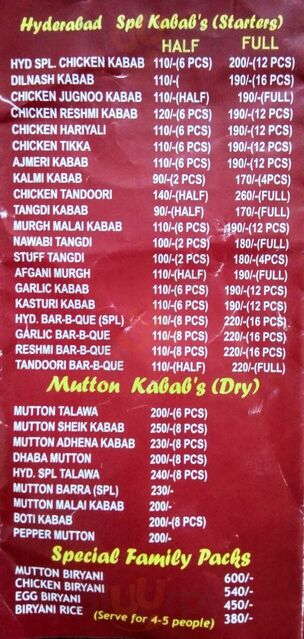 Hyderabad Spl Kabab's (Starters)
HALF FULL
HYD SPL. CHICKEN KABAB 110/-(6 PCS) 200/-(12 PCS)
DILNASH KABAB 110/-( 190/-(16 PCS)
CHICKEN JUGNOO KABAB 110/-(HALF) 190/-(FULL)
CHICKEN RESHMI KABAB 120/-(6 PCS) 190/-(12 PCS)
CHICKEN HARIYALI 110/-(6 PCS) 190/-(12 PCS)
CHICKEN TIKKA 110/-(6 PCS) 190/-(12 PCS)
AJMERI KABAB 110/-(6 PCS) 190/-(12 PCS)
KALMI KABAB 90/-(2 PCS) 170/-(4PCS)
CHICKEN TANDOORI 140/-(HALF) 260/-(FULL)
TANGDI KABAB 90/-(HALF) 170/-(FULL)
MURGH MALAI KABAB 110/-(6 PCS) 190/-(12 PCS)
NAWABI TANGDI 100/-(2 PCS) 180/-(FULL)
STUFF TANGDI 100/-(2 PCS) 180/-(4PCS)
AFGANI MURGH 110/-(HALF) 190/-(FULL)
GARLIC KABAB 110/-(6 PCS) 190/-(12 PCS)
KASTURI KABAB 110/-(6 PCS) 190/-(12 PCS)
HYD. BAR-B-QUE (SPL) 110/-(8 PCS) 220/-(16 PCS)
GARLIC BAR-B-QUE 110/-(8 PCS) 220/-(16 PCS)
RESHMI BAR-B-QUE 110/-(8 PCS) 220/-(16 PCS)
TANDOORI BAR-B-QUE 110/-(HALF) 220/-(FULL)
Mutton Kabab's (Dry)
MUTTON TALAWA 200/-(6 PCS)
MUTTON SHEIK KABAB 250/-(8 PCS)
MUTTON ADHENA KABAB 230/-(8 PCS)
DHABA MUTTON 200/-(8 PCS)
HYD. SPL TALAWA 240/-(8 PCS)
MUTTON BARRA (SPL) 230/-
MUTTON MALAI KABAB 200/-
BOTI KABAB 200/-(8 PCS)
PEPPER MUTTON 200/-
Special Family Packs
MUTTON BIRYANI 600/-
CHICKEN BIRYANI 540/-
EGG BIRYANI 450/-
BIRYANI RICE (Serve for 4-5 people) 380/-